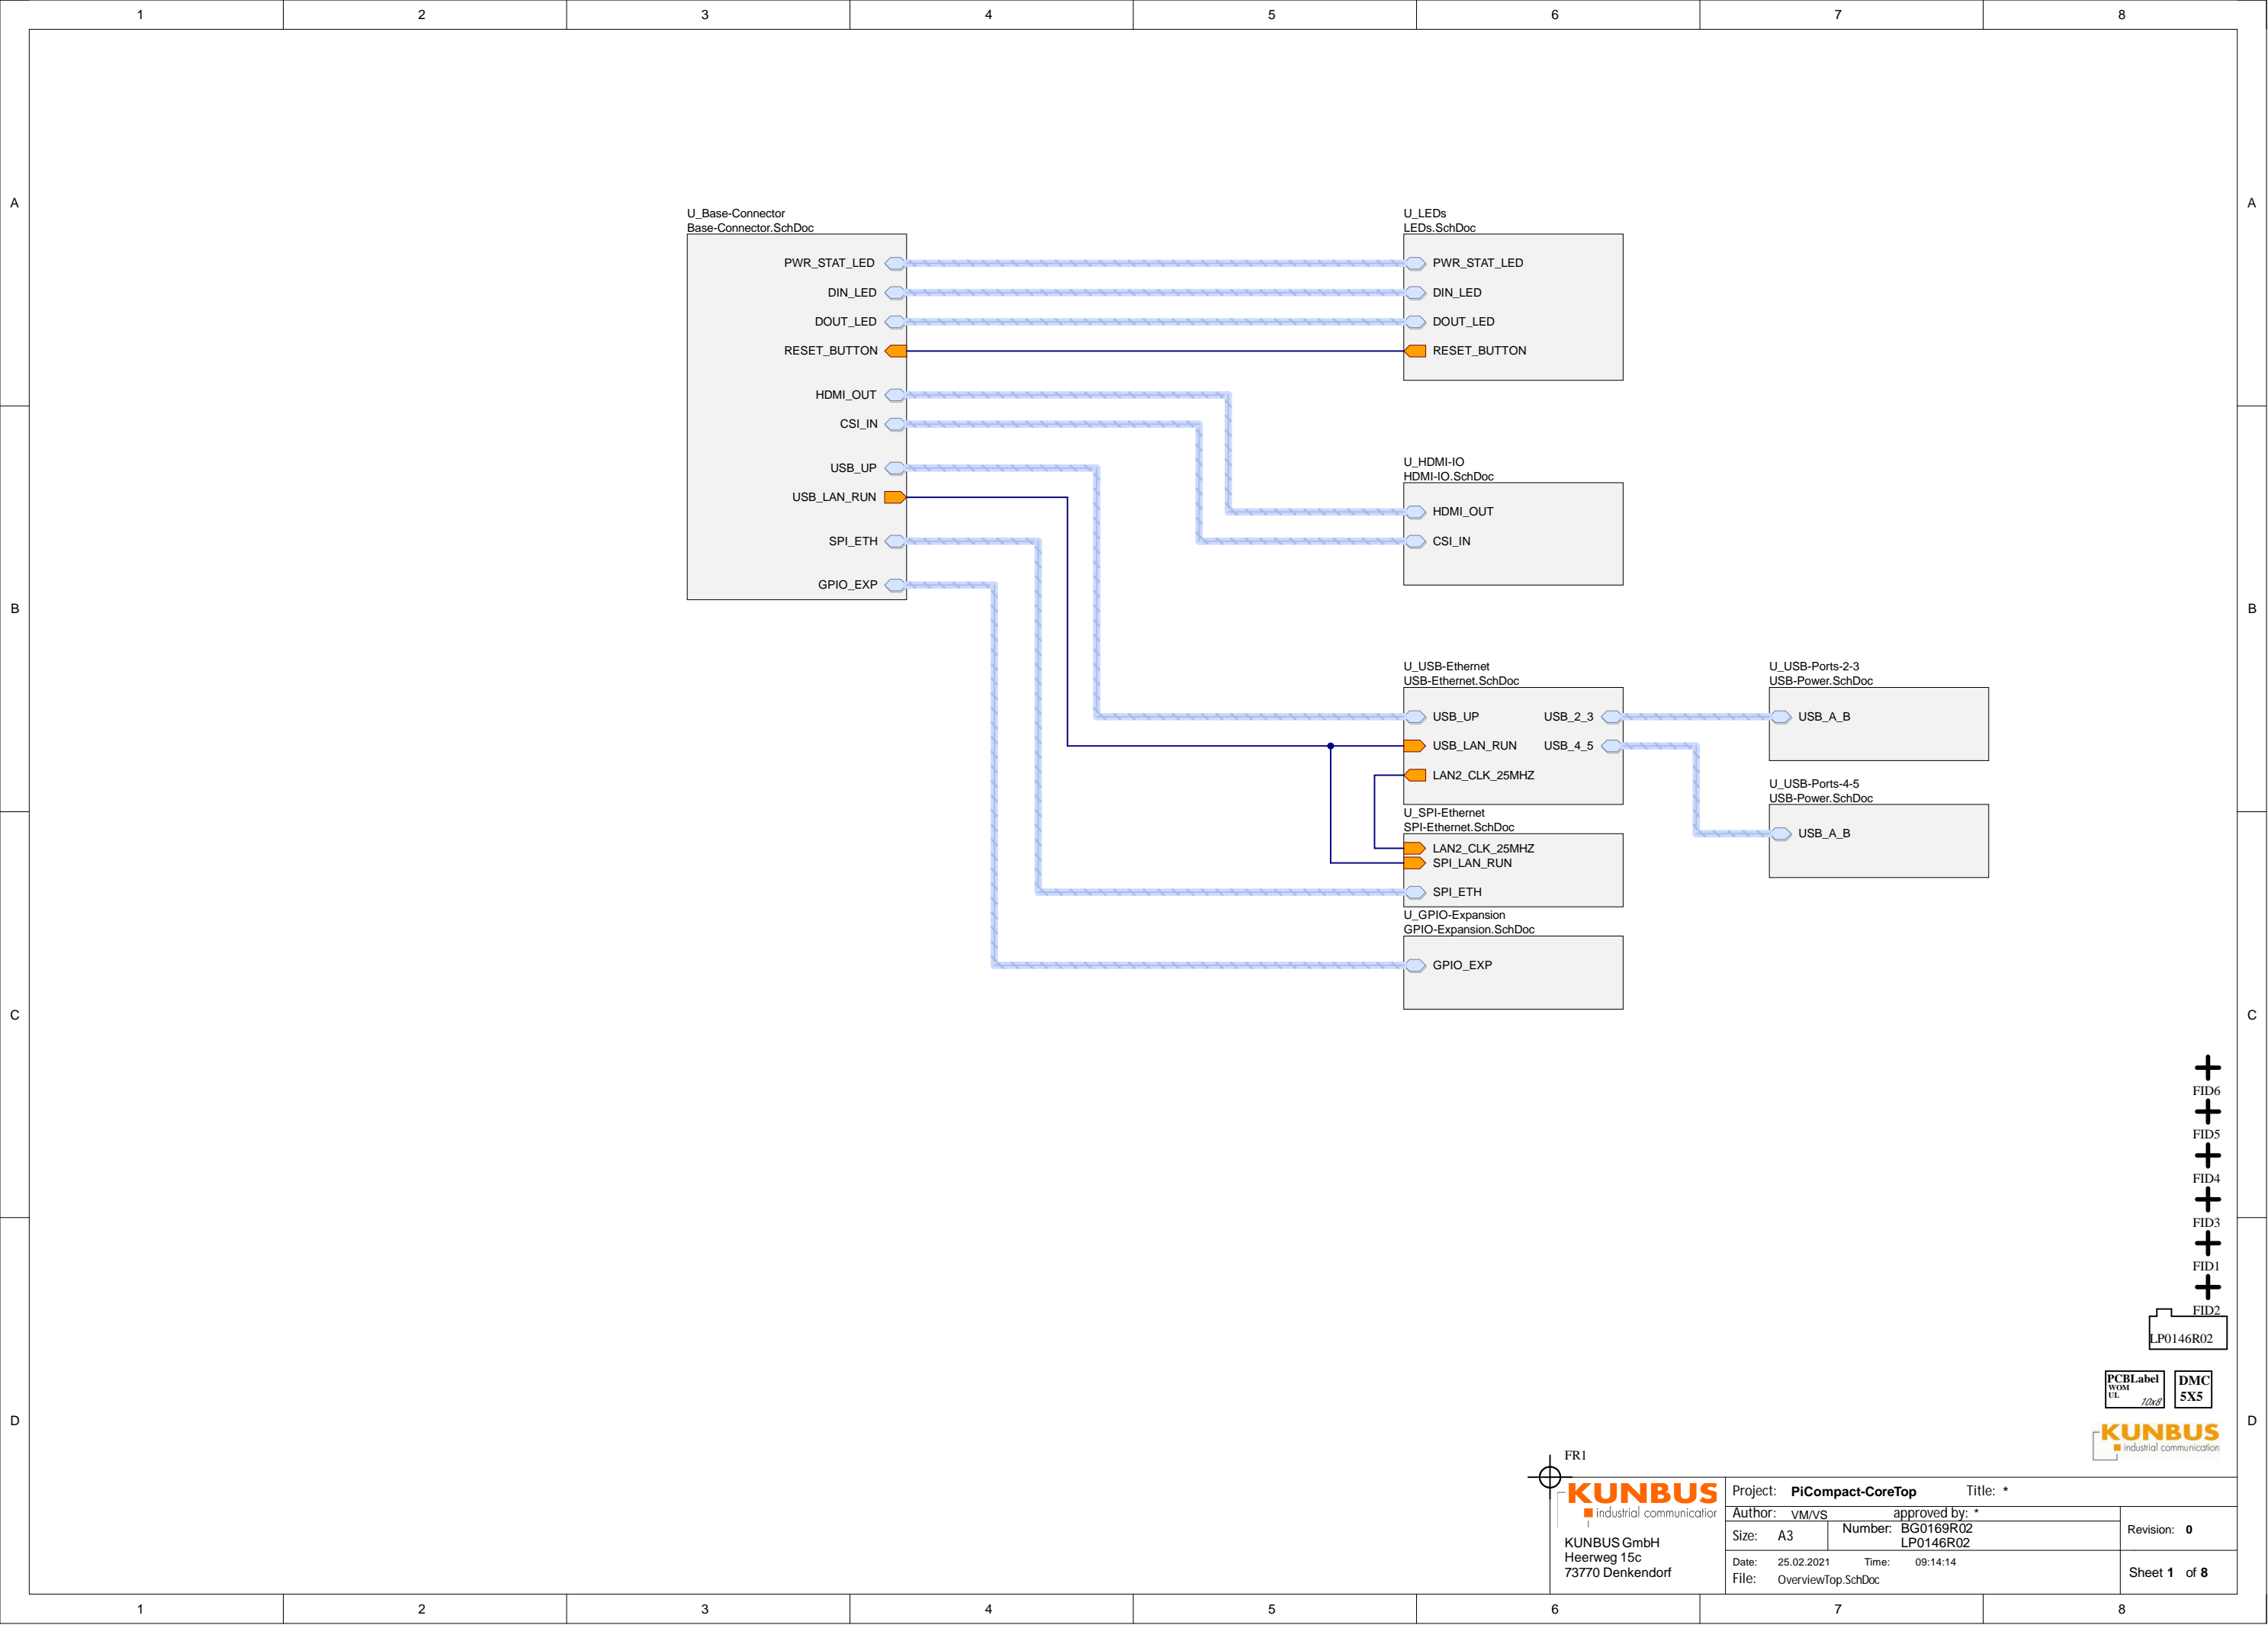 1 2 3 4 5 6 7 8
A A
U_Base-Connector
Base-Connector.SchDoc
PWR_STAT_LED
DIN_LED
DOUT_LED
RESET_BUTTON
HDMI_OUT
CSI_IN
USB_UP
USB_LAN_RUN
SPI_ETH
GPIO_EXP
U_LEDs
LEDs.SchDoc
PWR_STAT_LED
DIN_LED
DOUT_LED
RESET_BUTTON
U_HDMI-IO
HDMI-IO.SchDoc
HDMI_OUT
CSI_IN
B B
U_USB-Ethernet
USB-Ethernet.SchDoc
USB_UP USB_2_3
USB_LAN_RUN USB_4_5
LAN2_CLK_25MHZ
U_USB-Ports-2-3
USB-Power.SchDoc
USB_A_B
U_USB-Ports-4-5
USB-Power.SchDoc
USB_A_B
U_SPI-Ethernet
SPI-Ethernet.SchDoc
LAN2_CLK_25MHZ
SPI_LAN_RUN
SPI_ETH
U_GPIO-Expansion
GPIO-Expansion.SchDoc
GPIO_EXP
C C
FID6
FID5
FID4
FID3
FID1
FID2
LP0146R02
PCBLabel
WOM
UL
10x8
DMC
5X5
D D
KUNBUS
industrial communication
FR1
KUNBUS
industrial communication
KUNBUS GmbH
Heerweg 15c
73770 Denkendorf
Project: PiCompact-CoreTop Title: *
Author: VM/VS approved by: *
Size: A3 Number: BG0169R02
LP0146R02
Revision: 0
Date: 25.02.2021 Time: 09:14:14
File: OverviewTop.SchDoc
Sheet 1 of 8
1 2 3 4 5 6 7 8